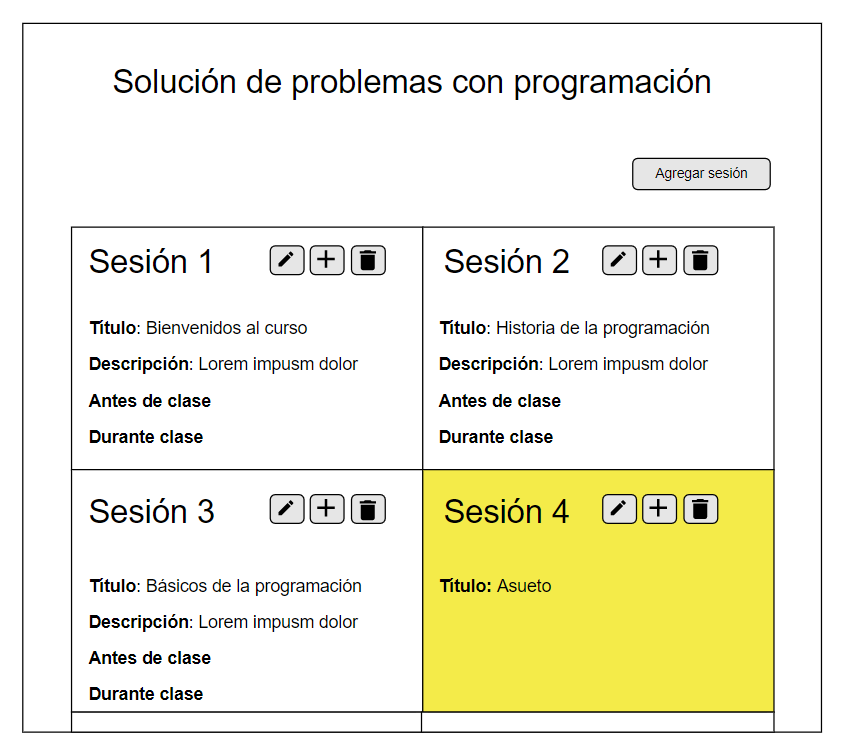 Solución de problemas con programación
Agregar sesión
Sesión 1
Título: Bienvenidos al curso
Descripción: Lorem impusm dolor
Antes de clase
Durante clase
Sesión 2
Título: Historia de la programación
Descripción: Lorem impusm dolor
Antes de clase
Durante clase
Sesión 3
Título: Básicos de la programación
Descripción: Lorem impusm dolor
Antes de clase
Durante clase
Sesión 4
Título: Asueto